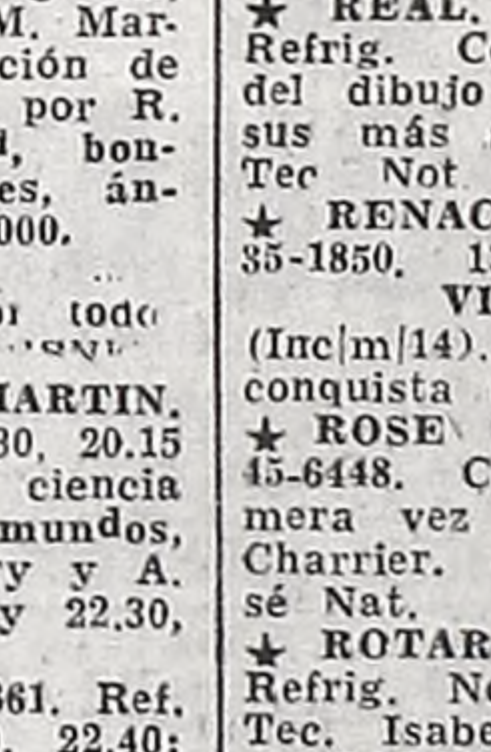 M. Mar-
ción de
por R.
bon-
es, án-
000.
todo
MARTIN.
30, 20.15
ciencia
mundos,
y y A.
y 22.30,
361. Ref.
22.40;
★ REAL.
Refrig.
del dibujo
sus más
Tec Not
★ RENAC
35-1850.
VI
(Inc|m|14).
conquista
★ ROSE
45-6448. C
mera vez
Charrier.
sé Nat.
★ ROTAR
Refrig. No
Tec. Isabe